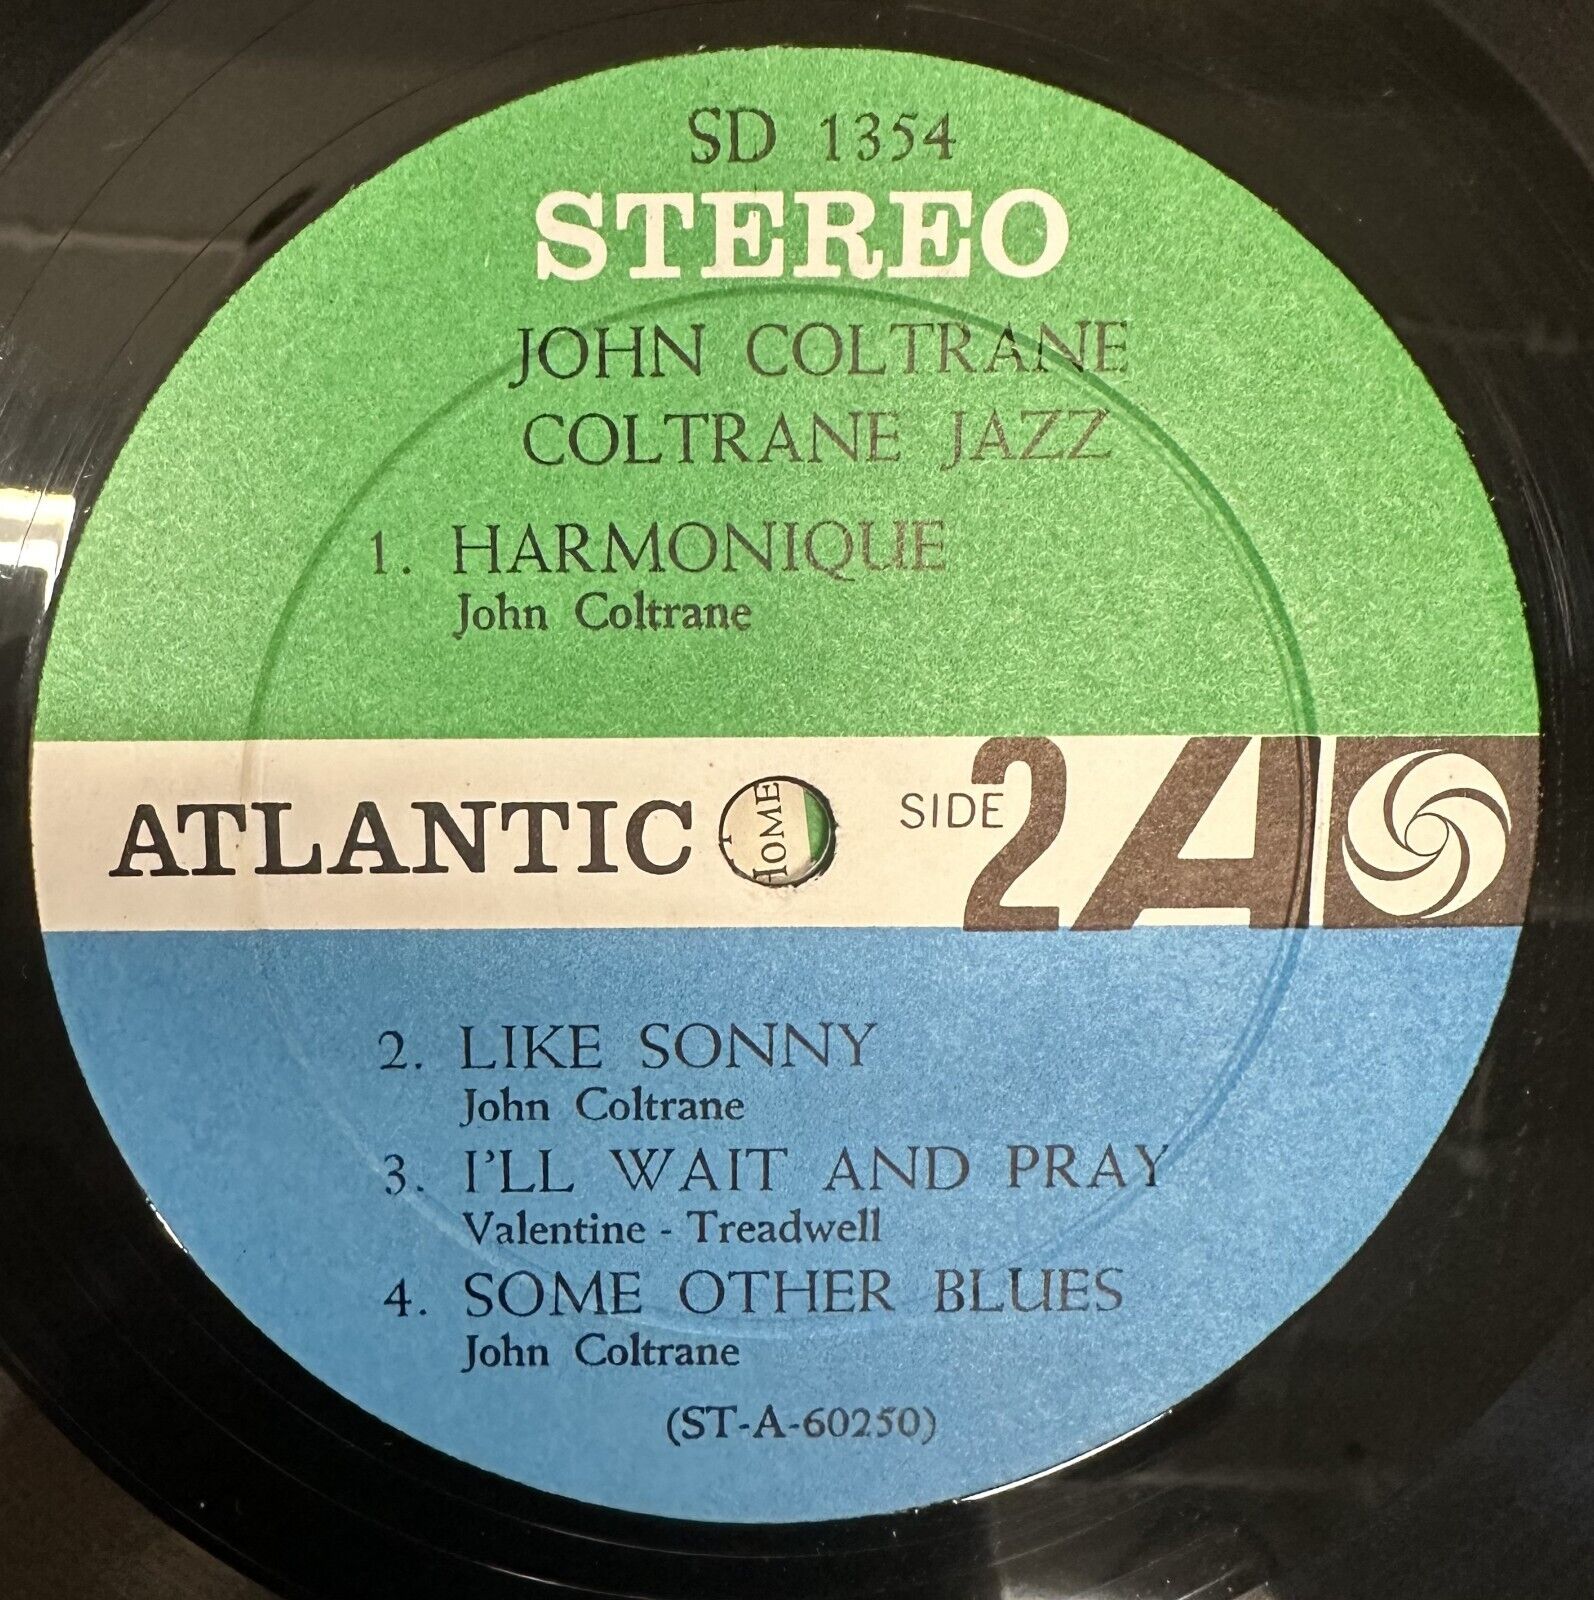 SD 1354
STEREO
JOHN COLTRANE
COLTRANE JAZZ
1. HARMONIQUE
John Coltrane
ATLANTIC
HOME
SIDE 2
A
2. LIKE SONNY
John Coltrane
3. I'LL WAIT AND PRAY
Valentine - Treadwell
4. SOME OTHER BLUES
John Coltrane
(ST-A-60250)